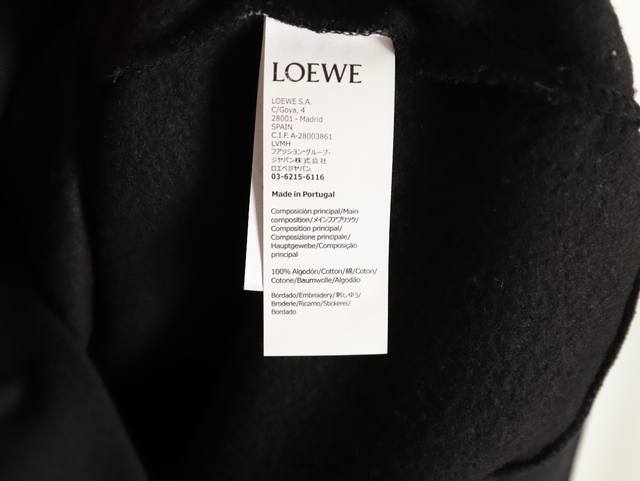 LOEWE
LOEWE S.A.
C/Goya, 4
28001 - Madrid
SPAIN
C.I.F. A-28003861
LVMH
ファッション・グループ・
ジャパン株式会社
ロエベジャパン
03-6215-6116
Made in Portugal
Composición principal/Main
composition/メインファブリック/
Composition principal/
Composizione principale/
Hauptgewebe/Composição
principal
100% Algodón/Cotton/綿/Coton/
Cotone/Baumwolle/Algodão
Bordado/Embroidery/刺しゅう/
Broderie/Ricamo/Stickerei/
Bordado